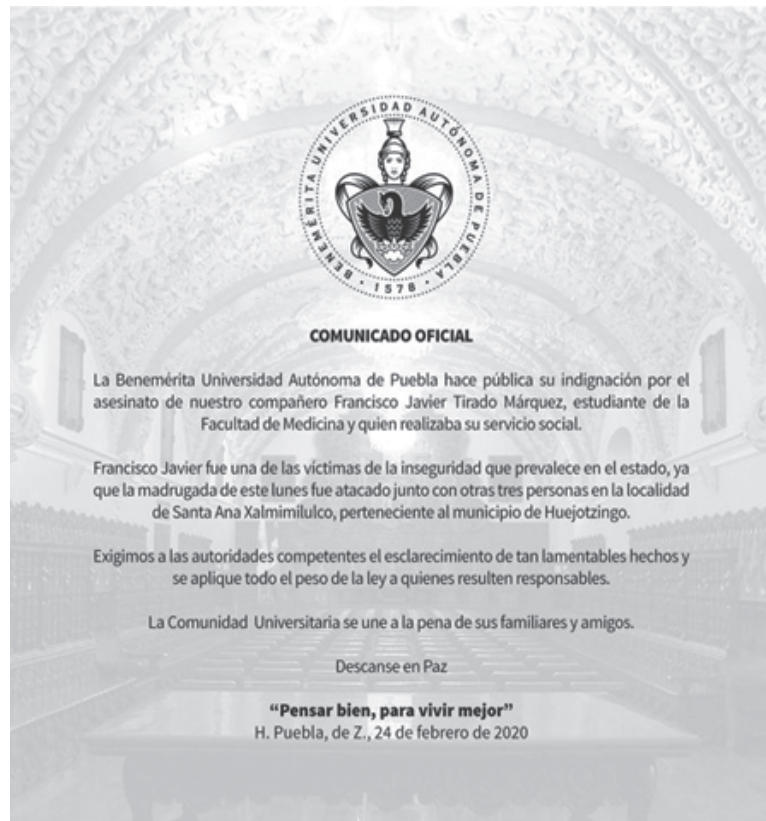 BENEMÉRITA UNIVERSIDAD AUTÓNOMA DE PUEBLA
· 1578 ·
COMUNICADO OFICIAL
La Benemérita Universidad Autónoma de Puebla hace pública su indignación por el
asesinato de nuestro compañero Francisco Javier Tirado Márquez, estudiante de la
Facultad de Medicina y quien realizaba su servicio social.
Francisco Javier fue una de las víctimas de la inseguridad que prevalece en el estado, ya
que la madrugada de este lunes fue atacado junto con otras tres personas en la localidad
de Santa Ana Xalmimilulco, perteneciente al municipio de Huejotzingo.
Exigimos a las autoridades competentes el esclarecimiento de tan lamentables hechos y
se aplique todo el peso de la ley a quienes resulten responsables.
La Comunidad Universitaria se une a la pena de sus familiares y amigos.
Descanse en Paz
“Pensar bien, para vivir mejor”
H. Puebla, de Z., 24 de febrero de 2020